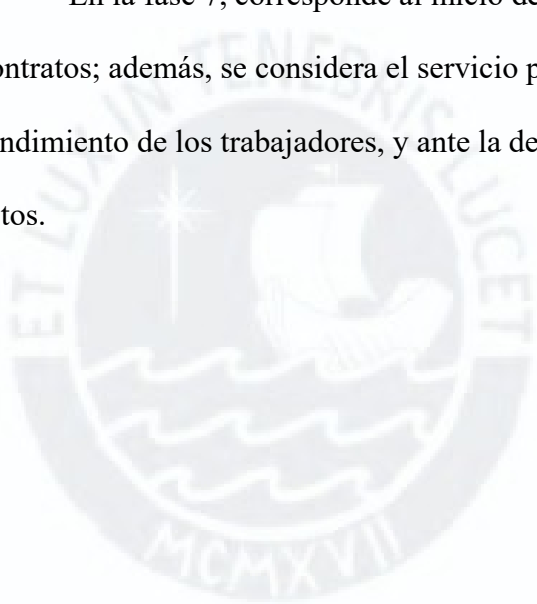 En la fase 7, corresponde al inicio de
ontratos; además, se considera el servicio p
ndimiento de los trabajadores, y ante la de
tos.
ET LUX IN TENEBRIS LUCET
MCMXVII